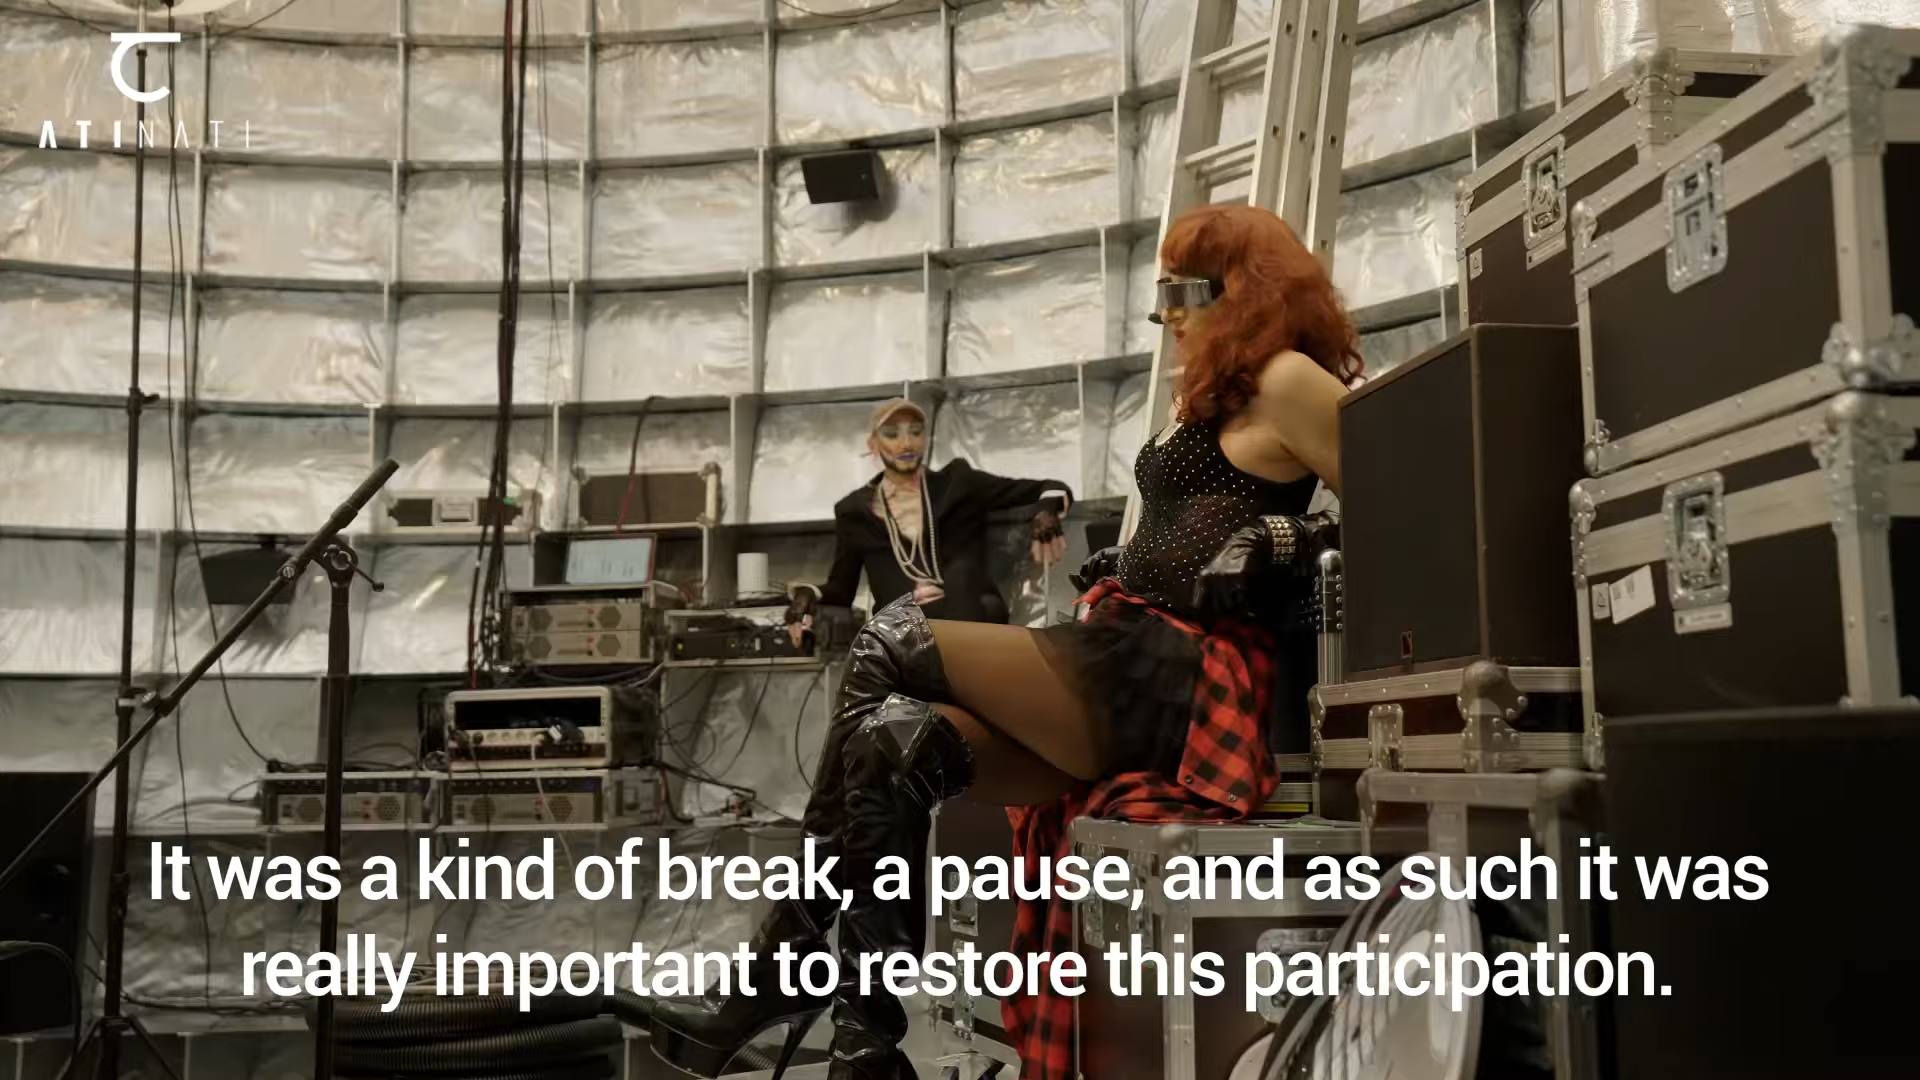 ATINATI
It was a kind of break, a pause, and as such it was
really important to restore this participation.